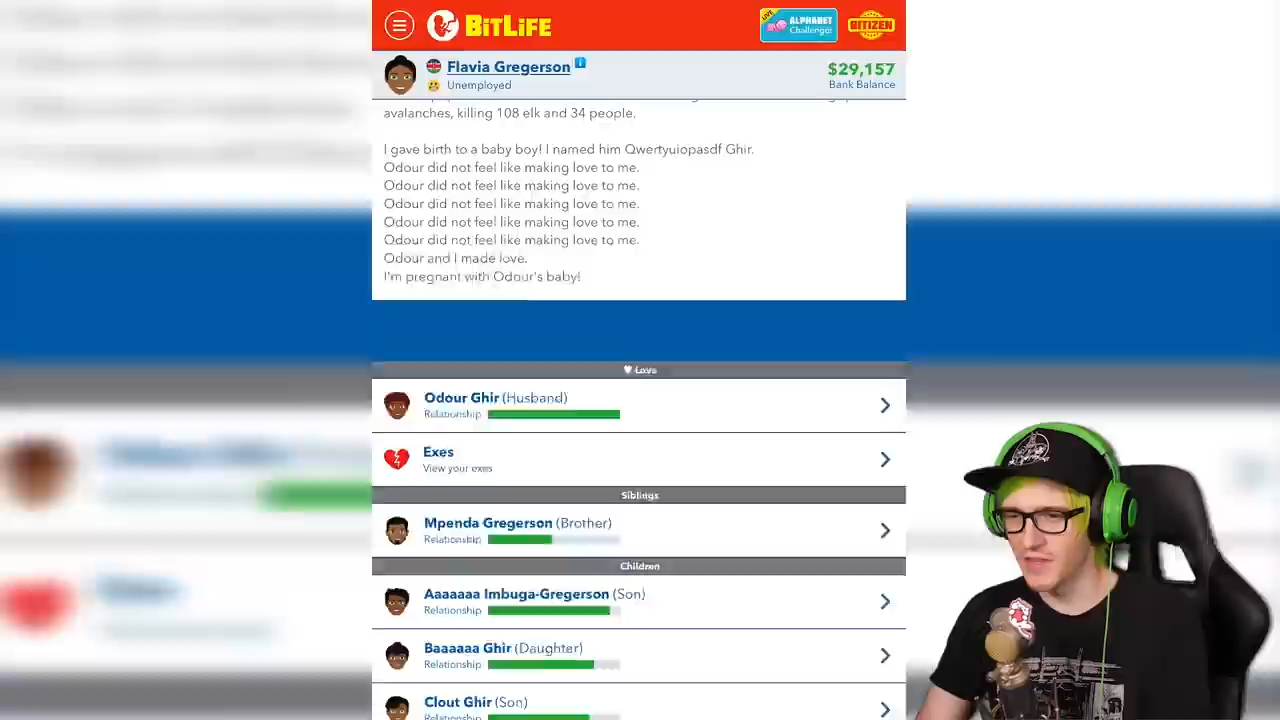 BITLIFE
LIVE
ALPHABET
Challenge!
BITIZEN
Flavia Gregerson
$29,157
Unemployed
Bank Balance
avalanches, killing 108 elk and 34 people.
I gave birth to a baby boy! I named him Qwertyuiopasdf Ghir.
Odour did not feel like making love to me.
Odour did not feel like making love to me.
Odour did not feel like making love to me.
Odour did not feel like making love to me.
Odour did not feel like making love to me.
Odour and I made love.
I'm pregnant with Odour's baby!
Love
Odour Ghir (Husband)
Relationship
Exes
View your exes
Siblings
Mpenda Gregerson (Brother)
Relationship
Children
Aaaaaaa Imbuga-Gregerson (Son)
Relationship
Baaaaaa Ghir (Daughter)
Relationship
Clout Ghir (Son)
Relationship